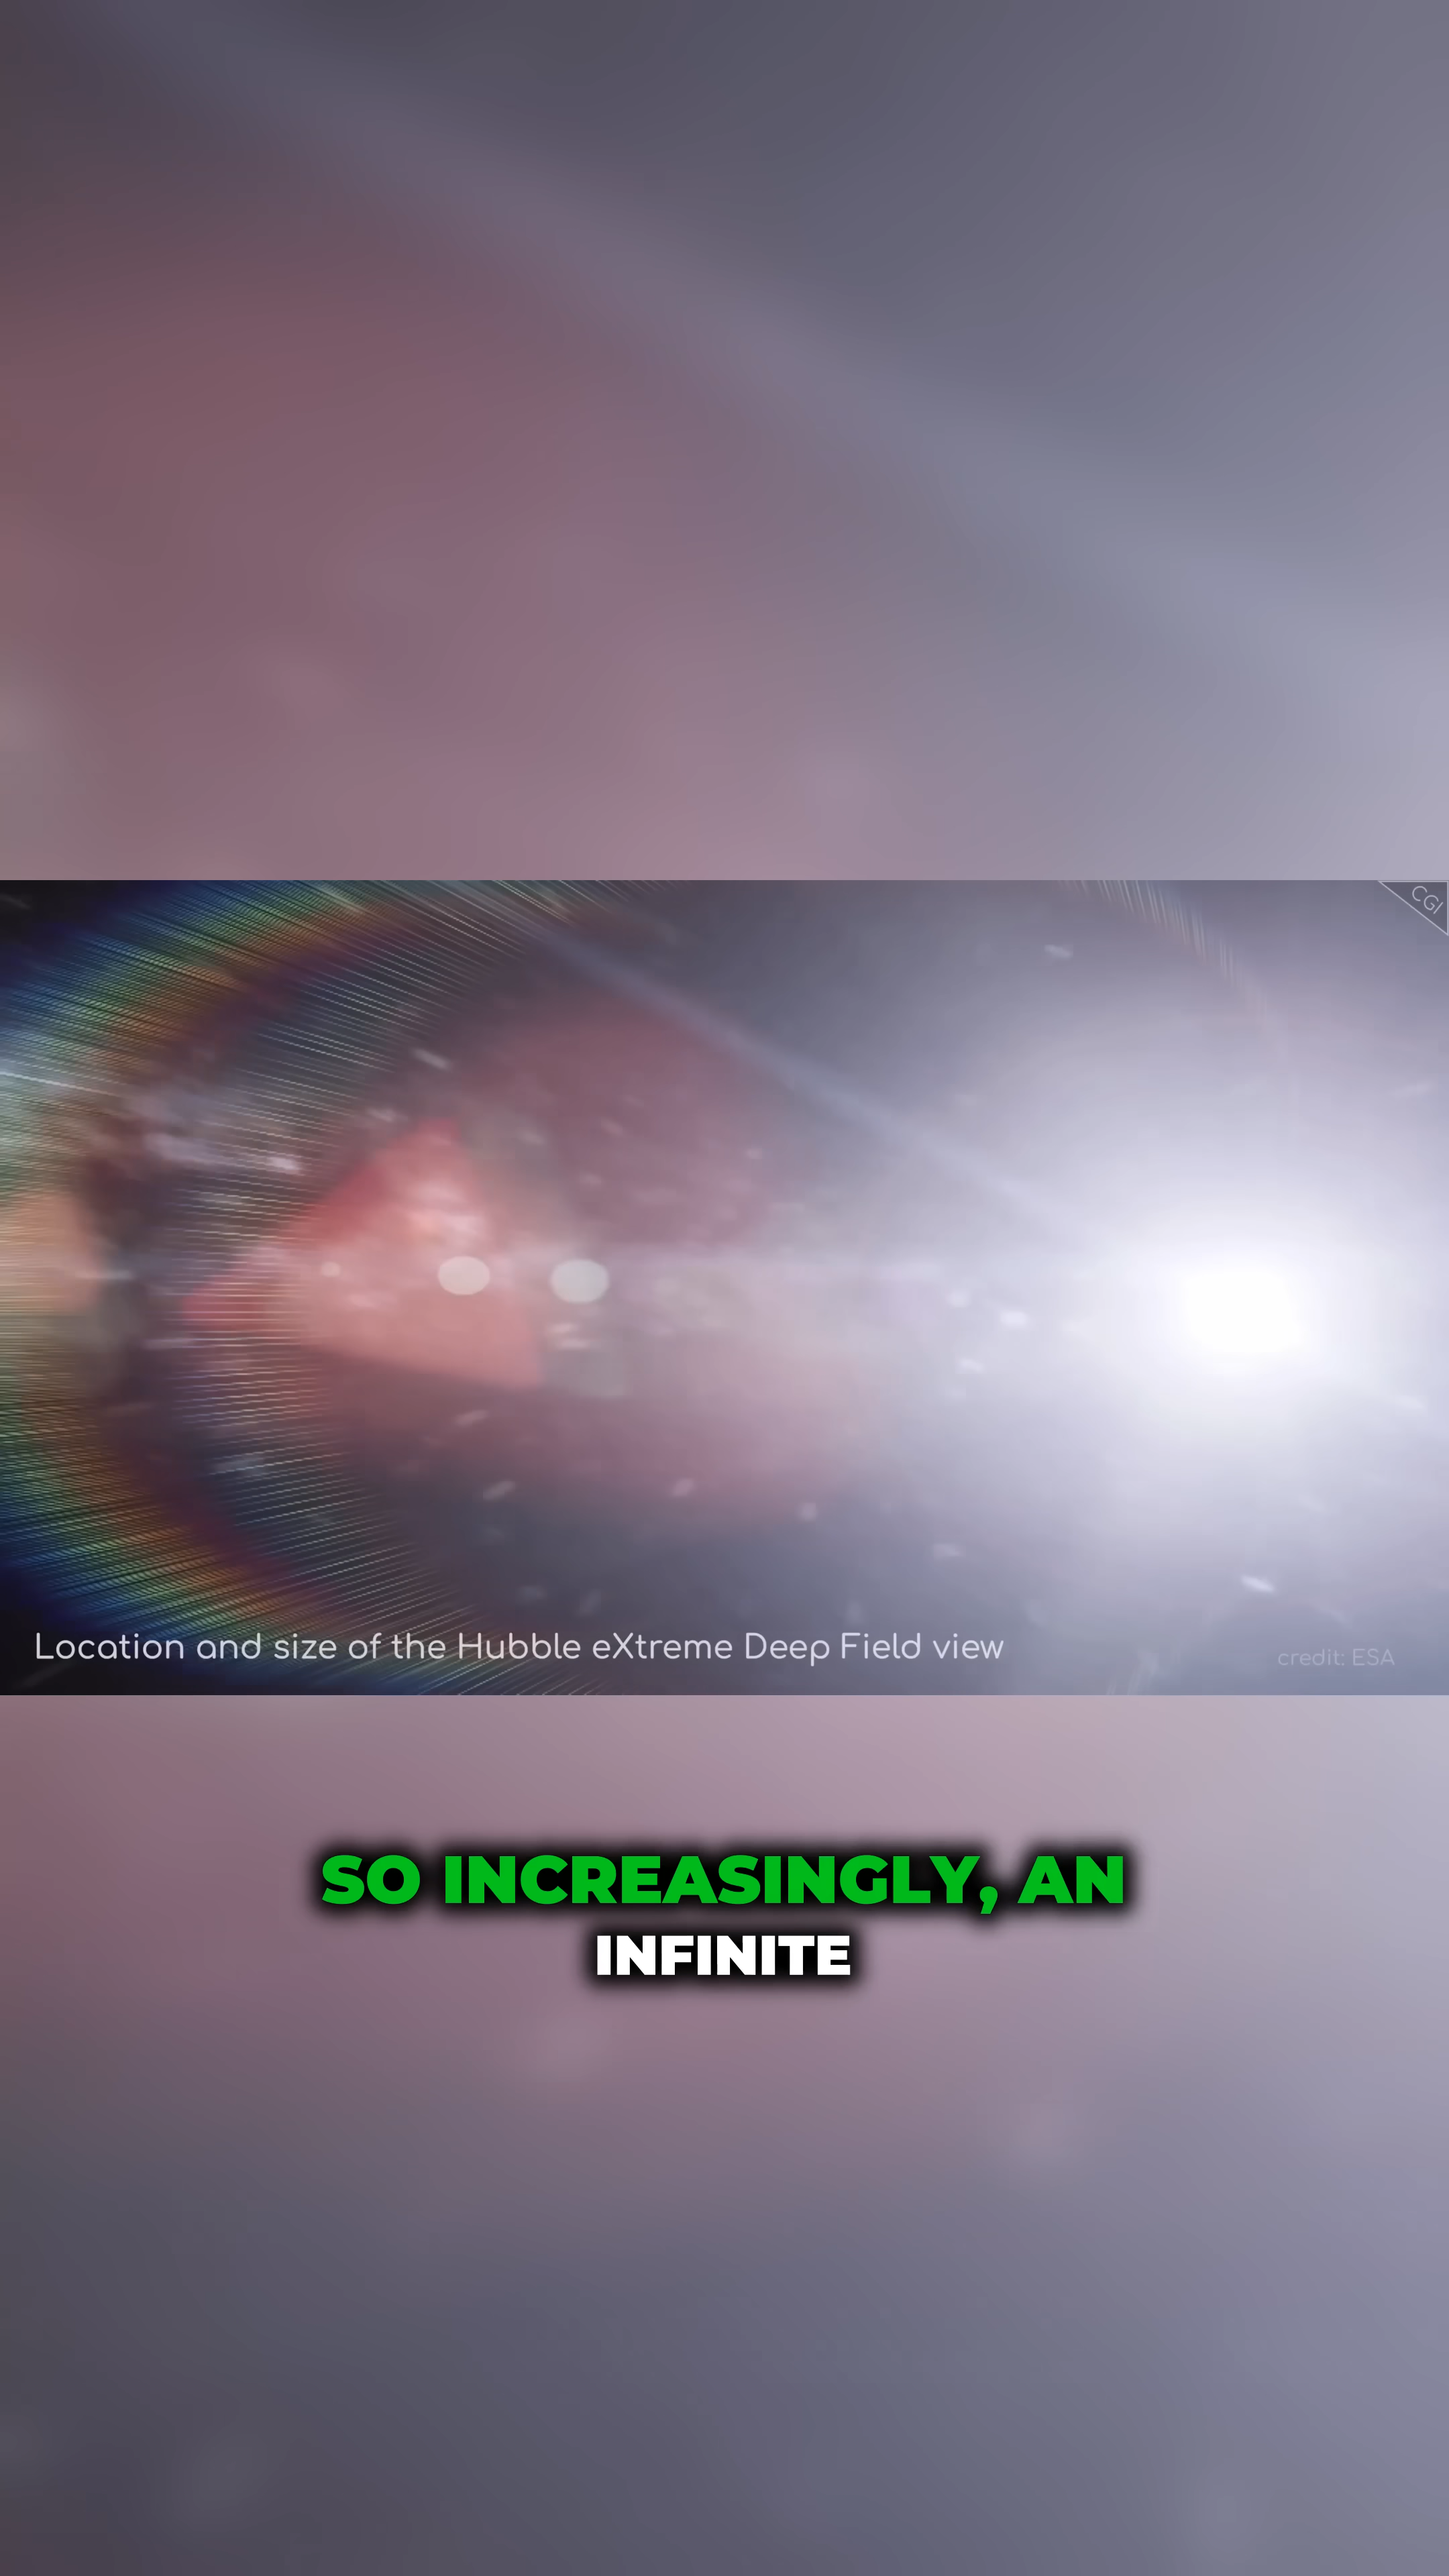 CGI
Location and size of the Hubble eXtreme Deep Field view
credit: ESA
SO INCREASINGLY, AN
INFINITE